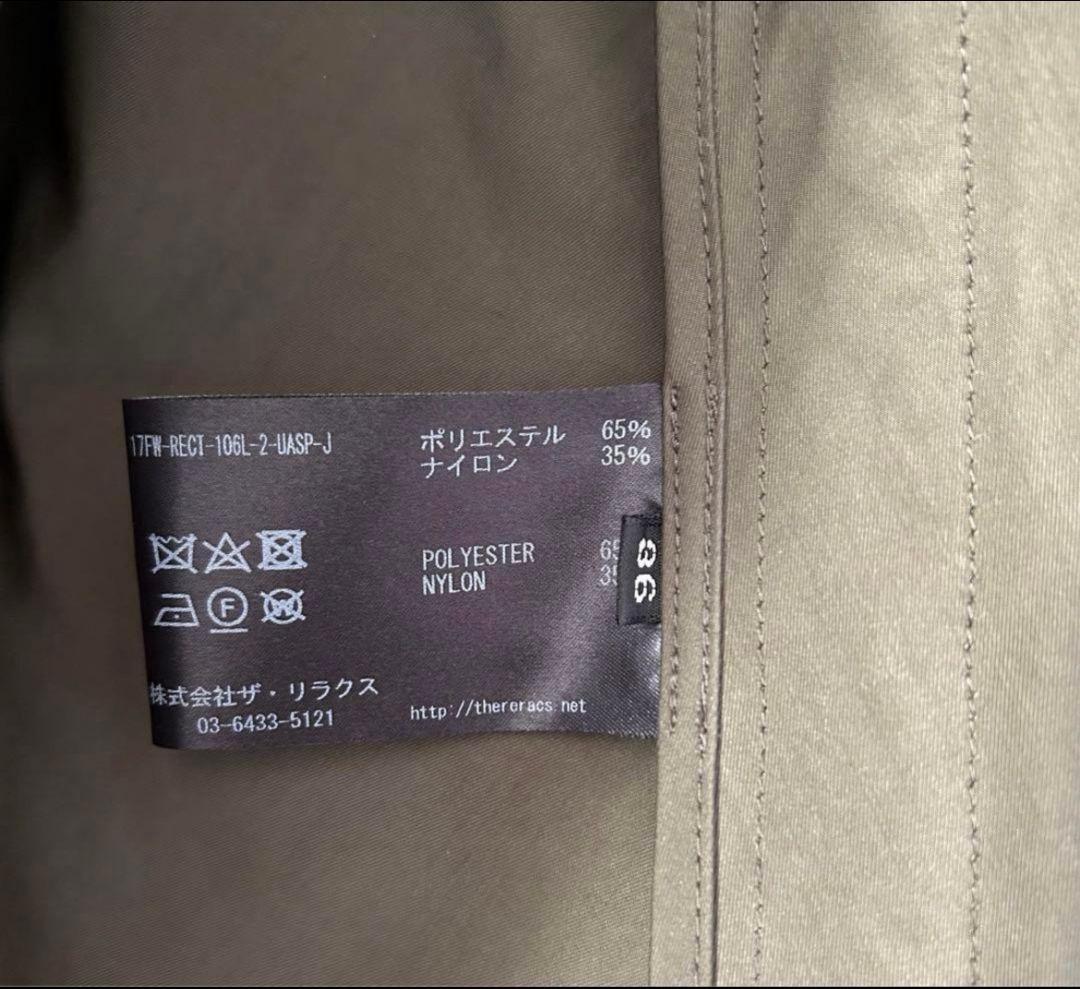 17FW-RECT-106L-2-UASP-J
ポリエステル 65%
ナイロン 35%
POLYESTER
NYLON
86
F
W
株式会社ザ・リラクス
03-6433-5121
http://thereracs.net